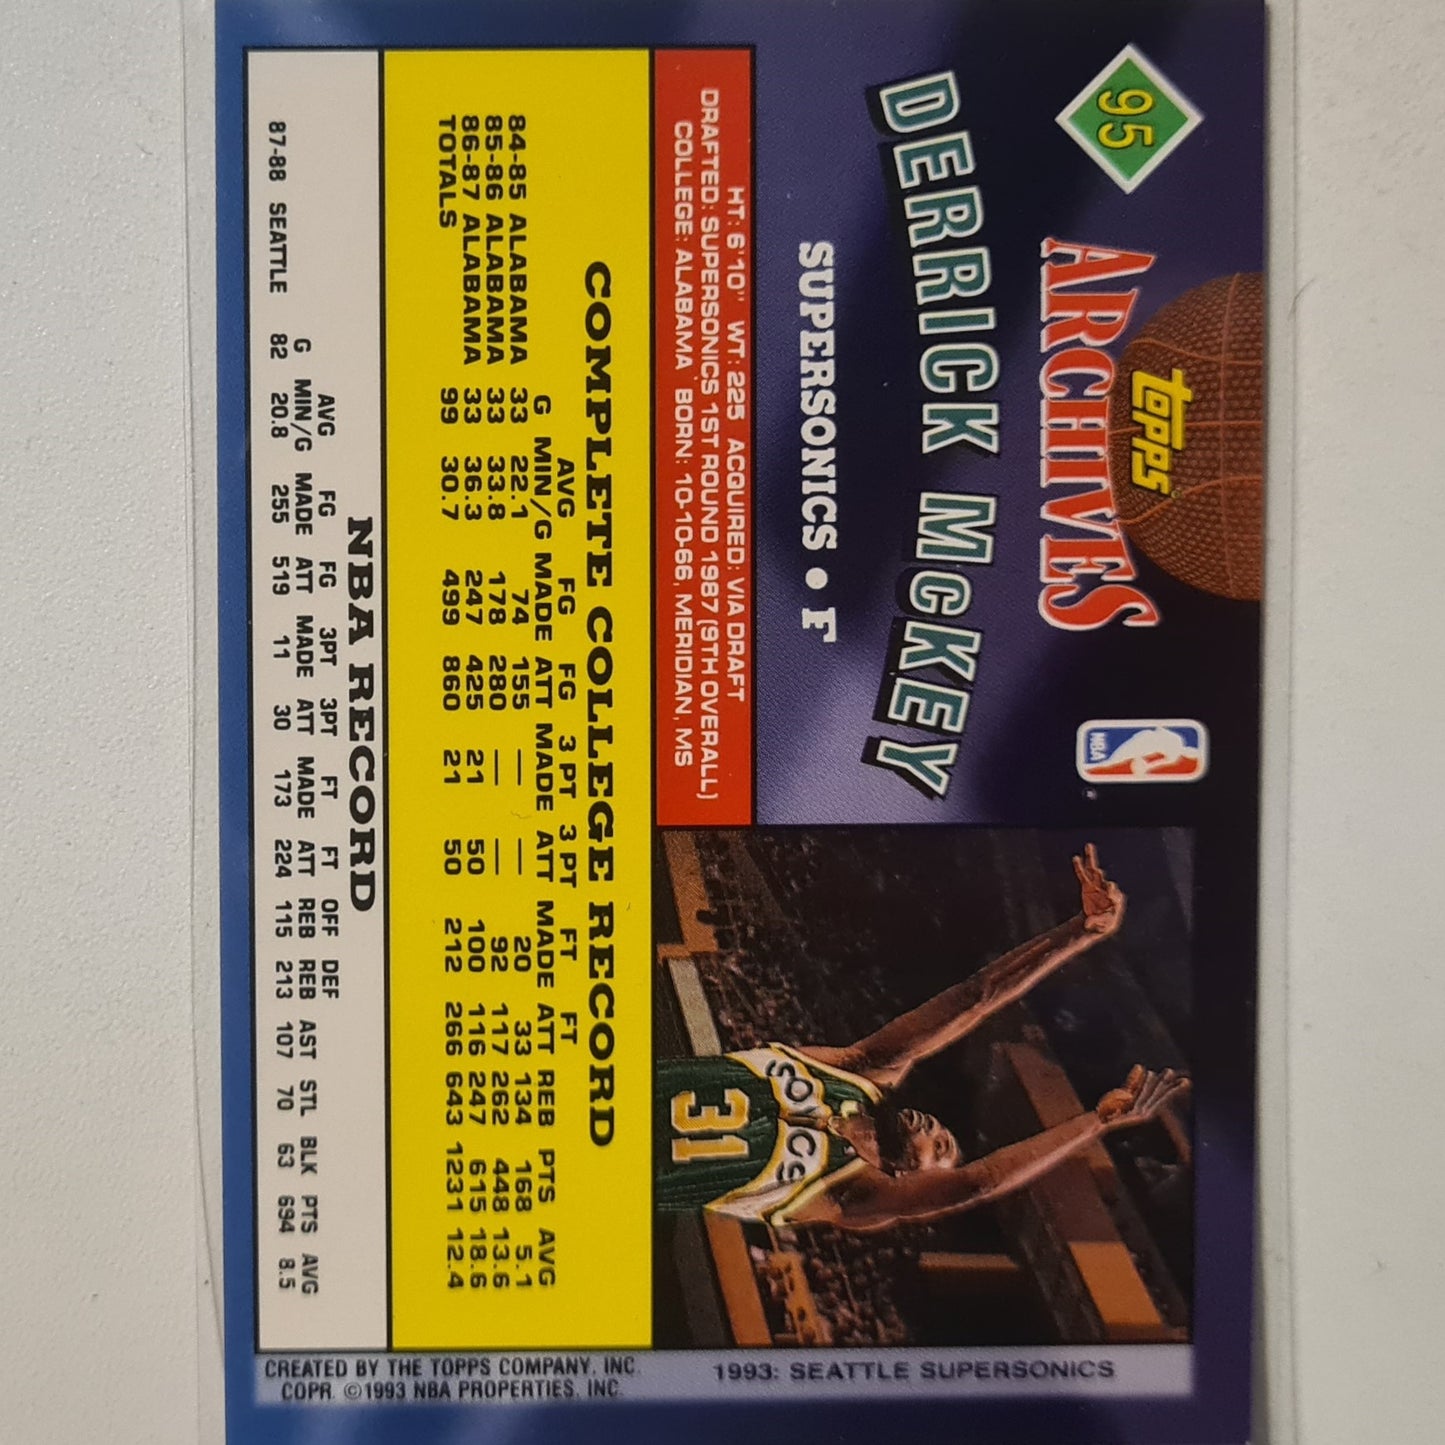 95
topps
ARCHIVES
NBA
DERRICK McKEY
SUPERSONICS • F
HT: 6'10" WT: 225 ACQUIRED: VIA DRAFT
DRAFTED: SUPERSONICS 1ST ROUND 1987 (9TH OVERALL)
COLLEGE: ALABAMA BORN: 10-10-66, MERIDIAN, MS
SONICS
31
COMPLETE COLLEGE RECORD
AVG FG FG 3 PT 3 PT FT FT
G MIN/G MADE ATT MADE ATT MADE ATT REB PTS AVG
84-85 ALABAMA 33 22.1 74 155 — — 20 33 134 168 5.1
85-86 ALABAMA 33 33.8 178 280 — — 92 117 262 448 13.6
86-87 ALABAMA 33 36.3 247 425 21 50 100 116 247 615 18.6
TOTALS 99 30.7 499 860 21 50 212 266 643 1231 12.4
NBA RECORD
AVG FG FG 3PT 3PT FT FT OFF DEF
G MIN/G MADE ATT MADE ATT MADE ATT REB REB AST STL BLK PTS AVG
87-88 SEATTLE 82 20.8 255 519 11 30 173 224 115 213 107 70 63 694 8.5
1993: SEATTLE SUPERSONICS
CREATED BY THE TOPPS COMPANY, INC.
COPR. ©1993 NBA PROPERTIES, INC.